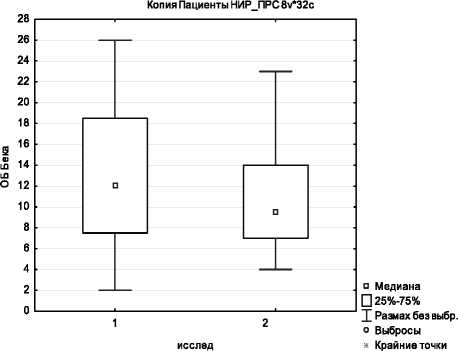 Копия Пациенты НИР_ПРС 8v*32c
28
26
24
22
20
18
16
14
12
10
8
6
4
2
0
ОБ Бека
1
2
исслед
Медиана
25%-75%
Размах без выбр.
Выбросы
Крайние точки